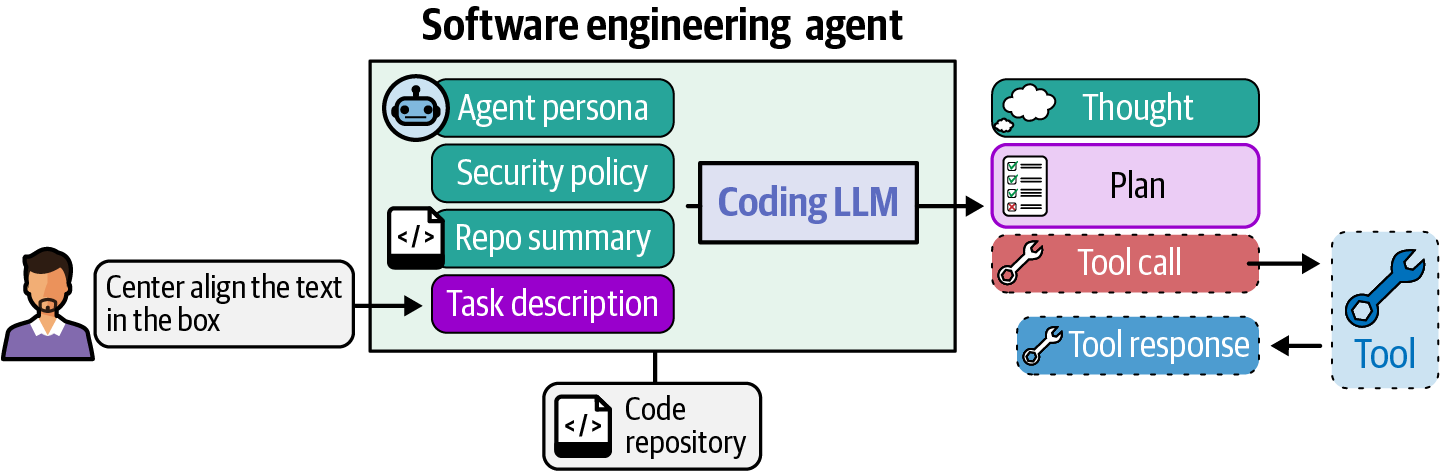 Software engineering agent
Agent persona
Security policy
</> Repo summary
Task description
Coding LLM
Center align the text
in the box
</> Code
repository
Thought
Plan
Tool call
Tool response
Tool